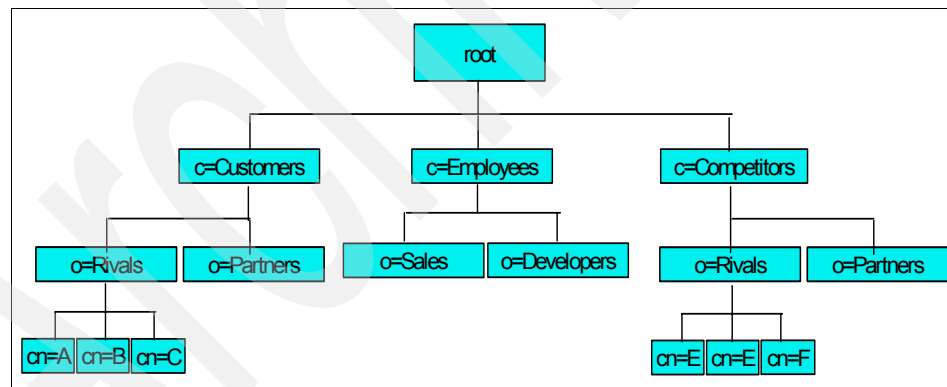 root
c=Customers c=Employees c=Competitors
o=Rivals o=Partners o=Sales o=Developers o=Rivals o=Partners
cn=A cn=B cn=C cn=E cn=E cn=F